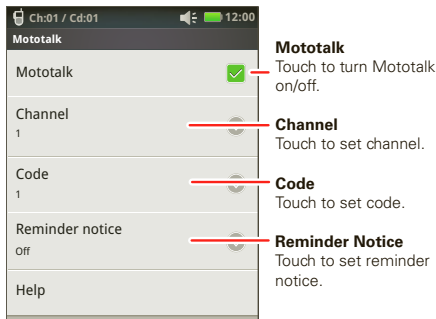 Ch:01 / Cd:01 12:00
Mototalk
Mototalk
Channel
1
Code
1
Reminder notice
Off
Help
Mototalk
Touch to turn Mototalk
on/off.
Channel
Touch to set channel.
Code
Touch to set code.
Reminder Notice
Touch to set reminder
notice.